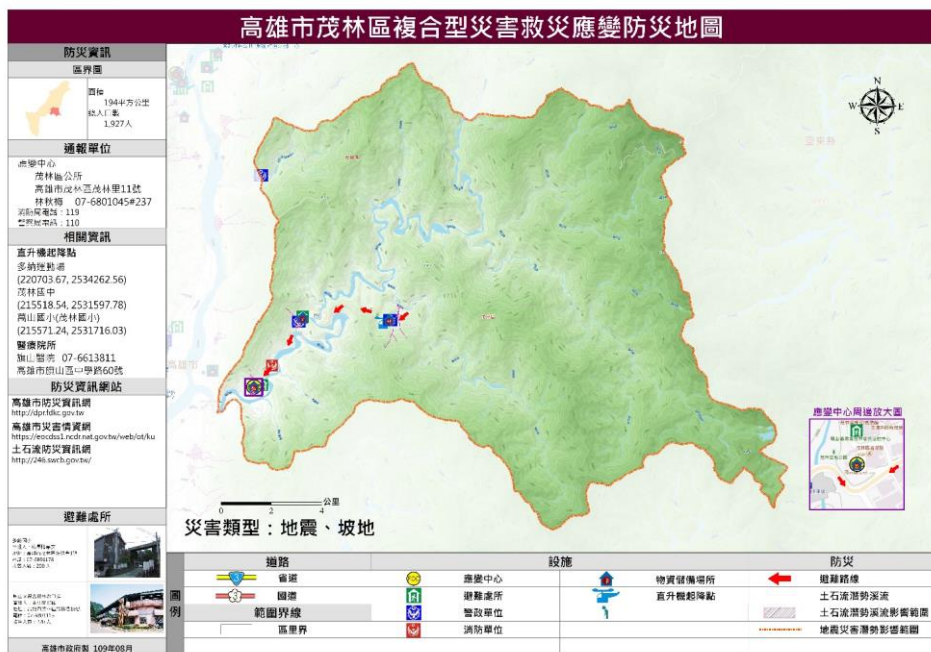 高雄市茂林區複合型災害救災應變防災地圖
防災資訊
區界圖
面積
194平方公里
總人口數
1,927人
通報單位
應變中心
茂林區公所
高雄市茂林區茂林里11號
07-6801045#237
消防局電話：119
警察局電話：110
相關資訊
直升機起降點
多納運動場
(220703.67, 2534262.56)
茂林國中
(215518.54, 2531597.78)
萬山國小(茂林國小)
(215571.24, 2531716.03)
醫療院所
旗山醫院 07-6613811
高雄市旗山區中學路60號
防災資訊網站
高雄市防災資訊網
http://dpr.fdkc.gov.tw
高雄市災害情資網
https://eocdss1.ncdr.nat.gov.tw/web/ot/ku
土石流防災資訊網
http://246.swcb.gov.tw/
避難處所
高雄市政府製 109年08月
N
W
E
S
應變中心周邊放大圖
公里
0 2 4
災害類型：地震、坡地
圖例
道路
省道
國道
範圍界線
區里界
設施
應變中心
避難處所
警政單位
消防單位
物資儲備場所
直升機起降點
防災
避難路線
土石流潛勢溪流
土石流潛勢溪流影響範圍
地震災害潛勢影響範圍